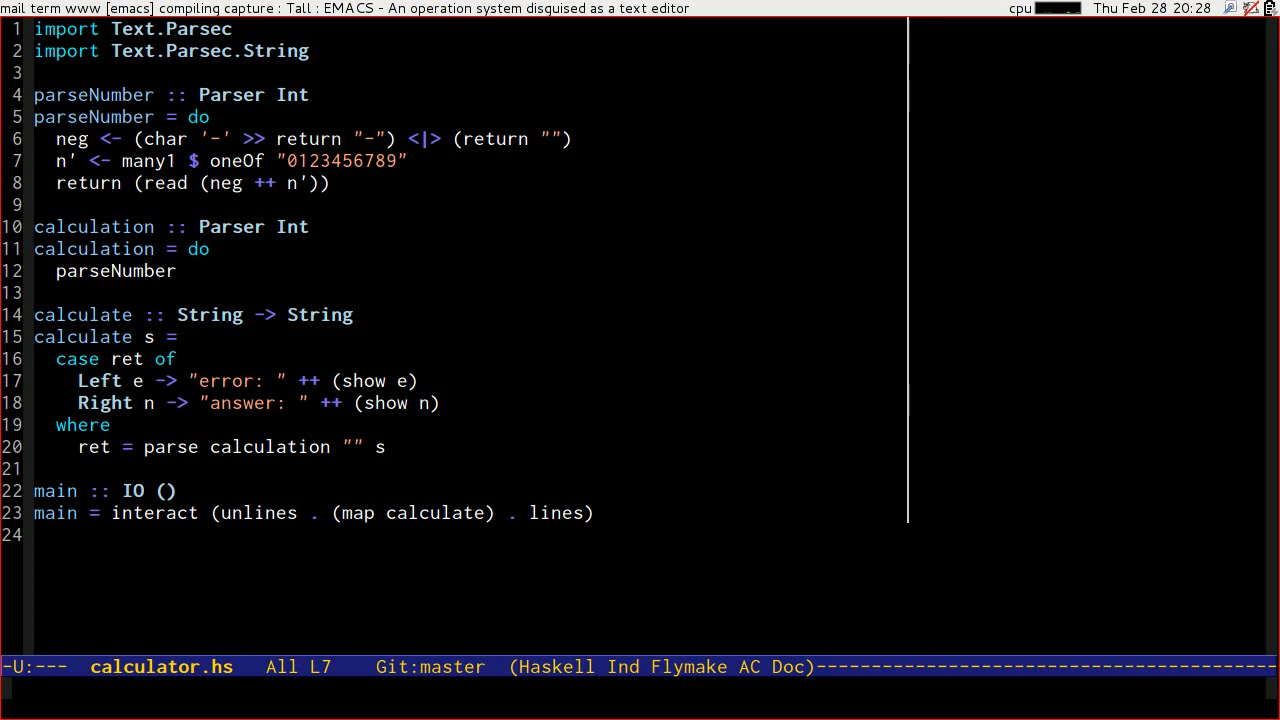 mail term www [emacs] compiling capture : Tall : EMACS - An operation system disguised as a text editor cpu Thu Feb 28 20:28
1 import Text.Parsec
2 import Text.Parsec.String
3
4 parseNumber :: Parser Int
5 parseNumber = do
6   neg <- (char '-' >> return "-") <|> (return "")
7   n' <- many1 $ oneOf "0123456789"
8   return (read (neg ++ n'))
9
10 calculation :: Parser Int
11 calculation = do
12   parseNumber
13
14 calculate :: String -> String
15 calculate s =
16   case ret of
17     Left e -> "error: " ++ (show e)
18     Right n -> "answer: " ++ (show n)
19   where
20     ret = parse calculation "" s
21
22 main :: IO ()
23 main = interact (unlines . (map calculate) . lines)
24
-U:---  calculator.hs   All L7    Git:master  (Haskell Ind Flymake AC Doc)------------------------------------------